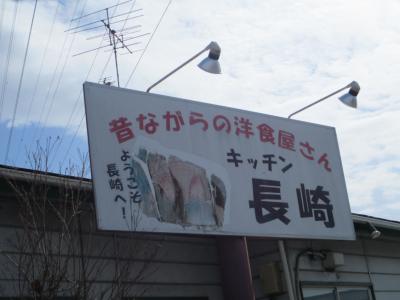 昔ながらの洋食屋さん
ようこそ
長崎へ!
キッチン
長崎